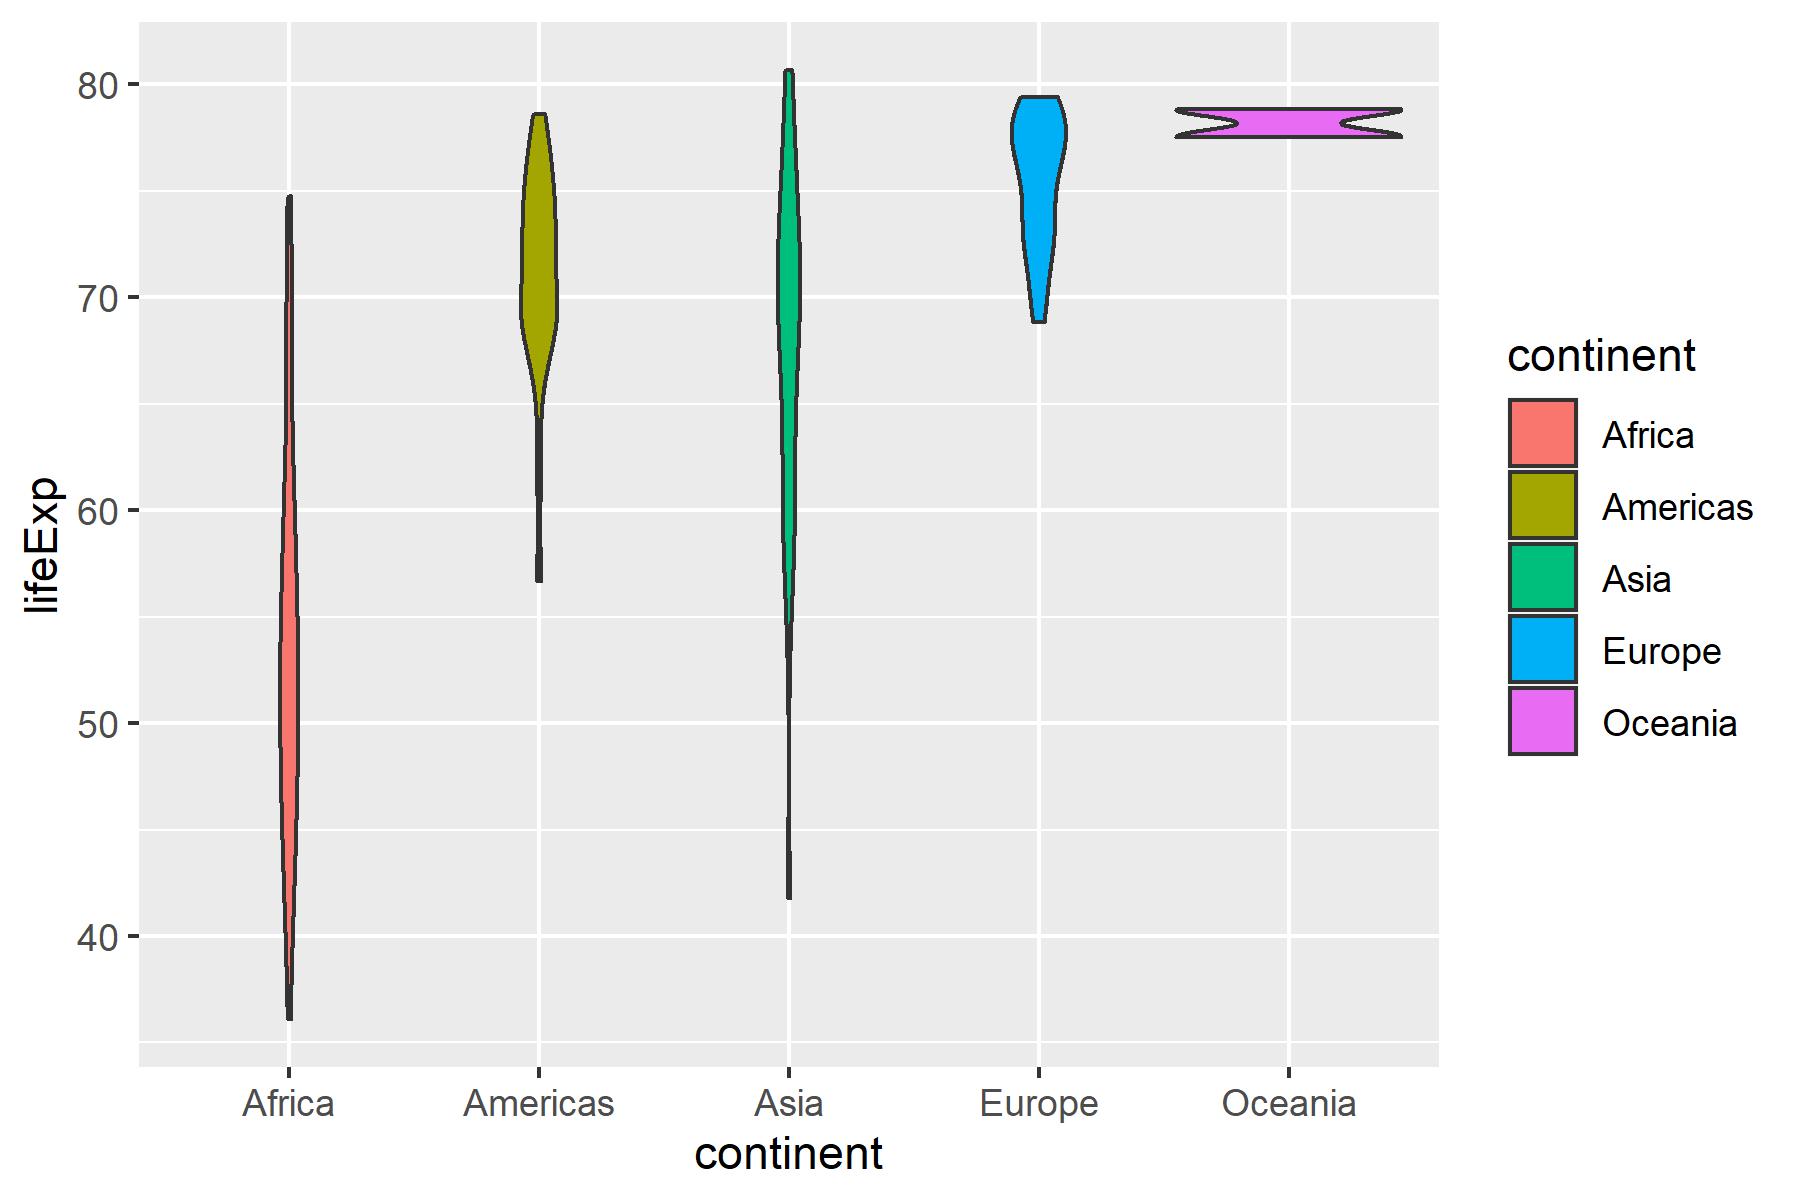 continent
Africa
Americas
Asia
Europe
Oceania
lifeExp
80
70
60
50
40
Africa
Americas
Asia
Europe
Oceania
continent